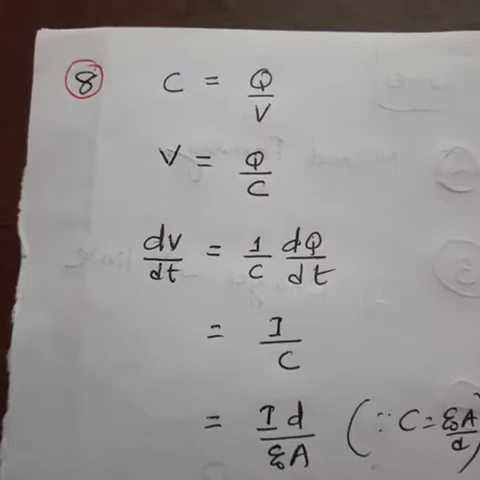 8 C = Q/V
V = Q/C
dv/dt = 1/C dQ/dt
= I/C
= Id/ε₀A (∵ C = ε₀A/d)